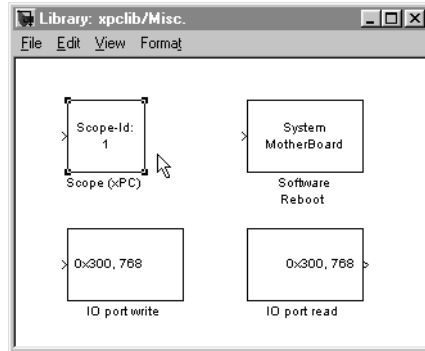 Library: xpclib/Misc.
File Edit View Format
Scope-Id:
1
Scope (xPC)
System
MotherBoard
Software
Reboot
0x300, 768
IO port write
0x300, 768
IO port read